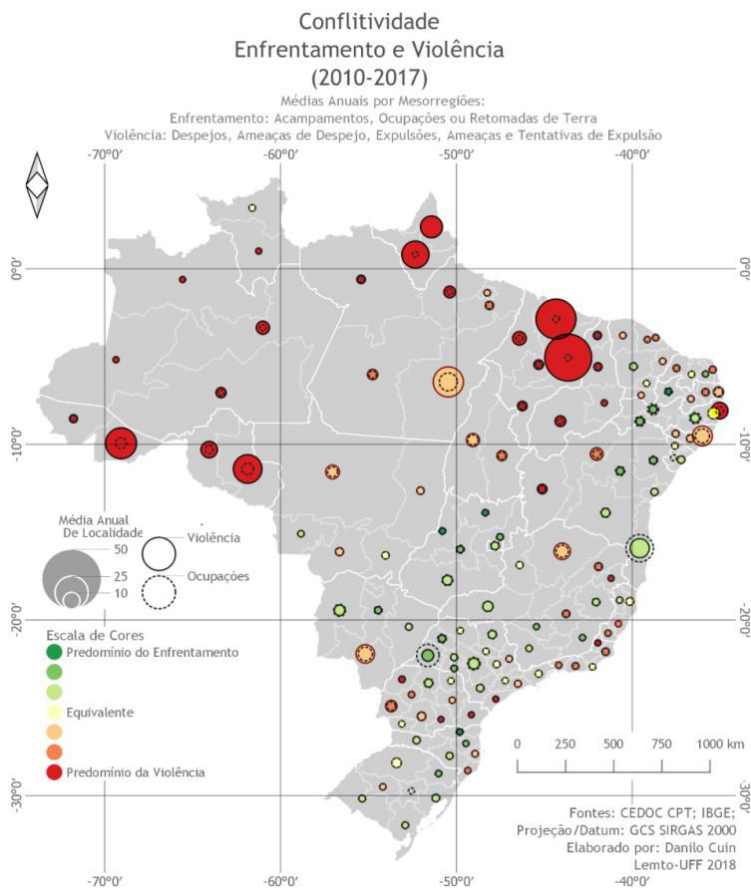 Conflitividade
Enfrentamento e Violência
(2010-2017)
Médias Anuais por Mesorregiões:
Enfrentamento: Acampamentos, Ocupações ou Retomadas de Terra
Violência: Despejos, Ameaças de Despejo, Expulsões, Ameaças e Tentativas de Expulsão
-70°0' -60°0' -50°0' -40°0'
0°0' 0°0'
-10°0' -10°0'
Média Anual
De Localidade
50
25
10
Violência
Ocupações
-20°0' -20°0'
Escala de Cores
Predomínio do Enfrentamento
Equivalente
Predomínio da Violência
0 250 500 750 1000 km
-30°0' -30°0'
Fontes: CEDOC CPT; IBGE;
Projeção/Datum: GCS SIRGAS 2000
Elaborado por: Danilo Cuin
Lemto-UFF 2018
-70°0' -60°0' -50°0' -40°0'